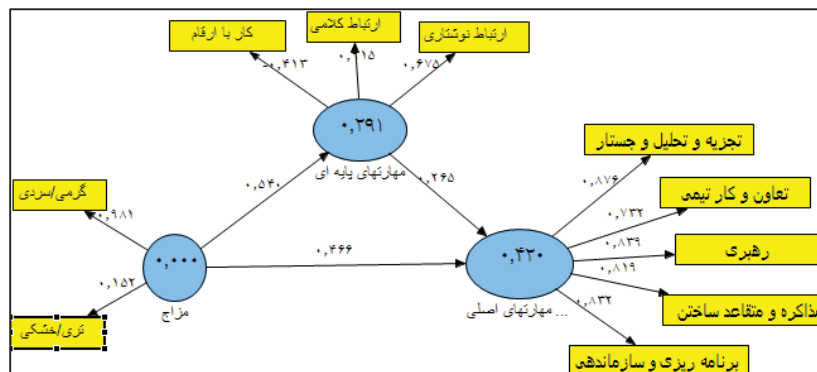 کار با ارقام
ارتباط کلامی
ارتباط نوشتاری
-۰,۴۱۳
۰,۶۷۵
۰,۲۹۱
مهارتهای پایه ای
تجزیه و تحلیل و جستار
تعاون و کار تیمی
رهبری
مذاکره و متقاعد ساختن
برنامه ریزی و سازماندهی
۰,۸۷۶
۰,۷۳۲
۰,۸۳۹
۰,۸۱۹
۰,۸۳۲
گرمی/سردی
۰,۹۸۱
۰,۵۴۰
۰,۲۶۵
۰,۰۰۰
۰,۴۶۶
۰,۴۲۰
۰,۱۵۲
تری/خشکی
مزاج
مهارتهای اصلی ...